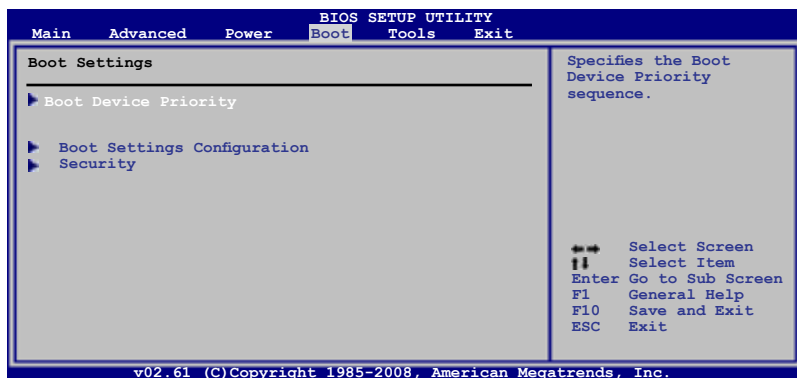 BIOS SETUP UTILITY
Main Advanced Power Boot Tools Exit
Boot Settings
Boot Device Priority
Boot Settings Configuration
Security
Specifies the Boot
Device Priority
sequence.
Select Screen
Select Item
Enter Go to Sub Screen
F1 General Help
F10 Save and Exit
ESC Exit
v02.61 (C)Copyright 1985-2008, American Megatrends, Inc.